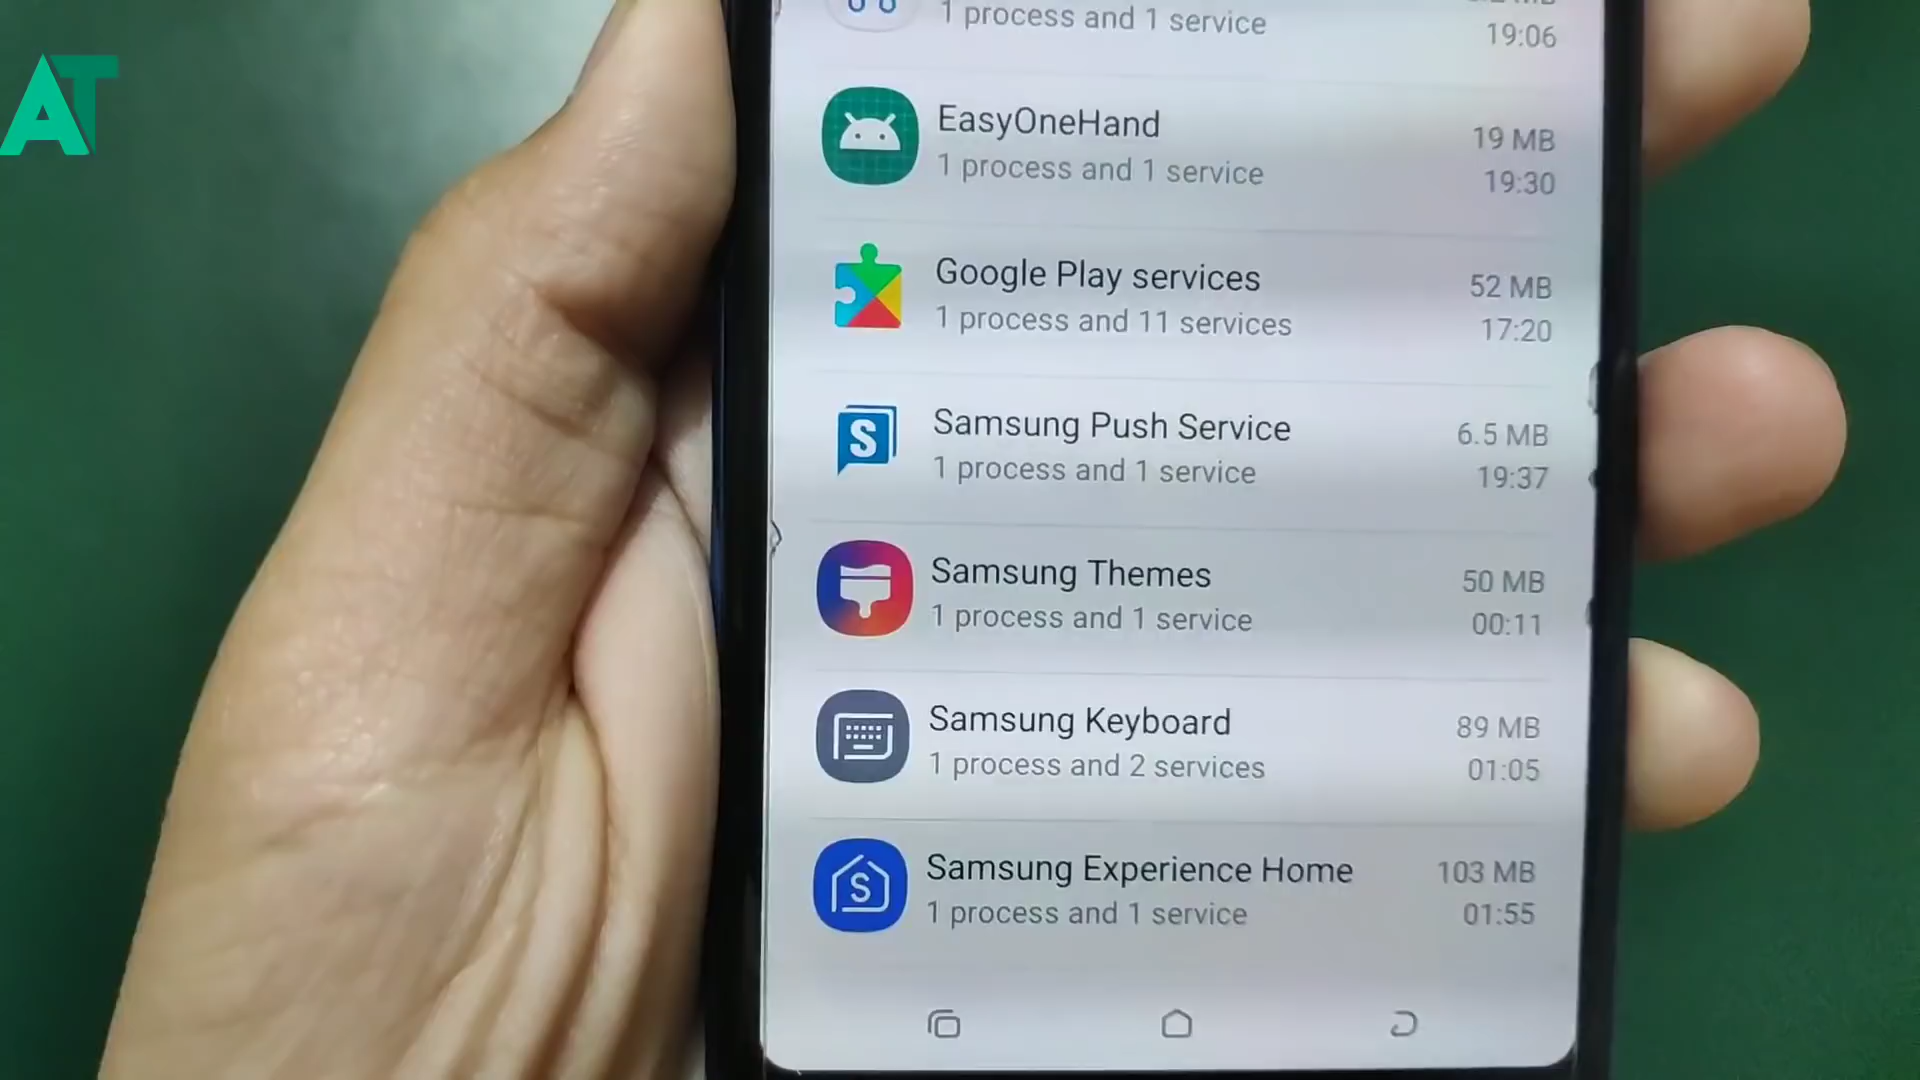 AT
1 process and 1 service
19:06
EasyOneHand
19 MB
1 process and 1 service
19:30
Google Play services
52 MB
1 process and 11 services
17:20
S
Samsung Push Service
6.5 MB
1 process and 1 service
19:37
Samsung Themes
50 MB
1 process and 1 service
00:11
Samsung Keyboard
89 MB
1 process and 2 services
01:05
S
Samsung Experience Home
103 MB
1 process and 1 service
01:55